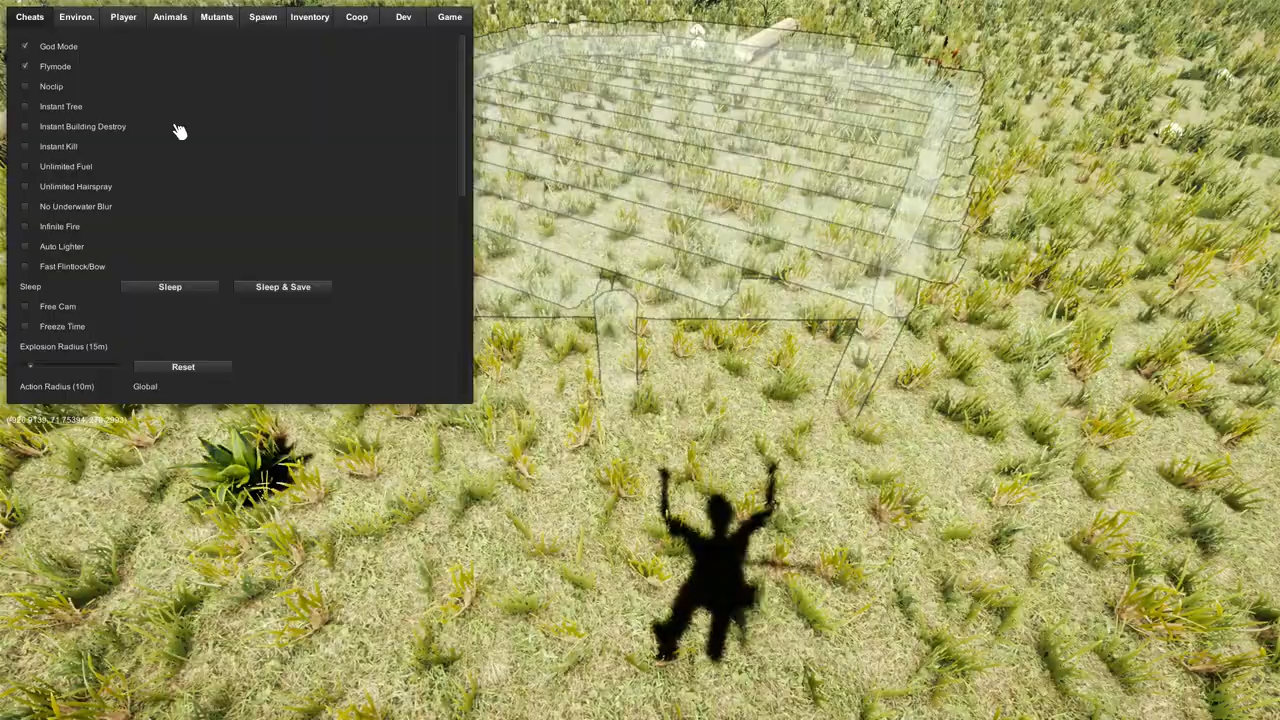 Cheats Environ. Player Animals Mutants Spawn Inventory Coop Dev Game
God Mode
Flymode
Noclip
Instant Tree
Instant Building Destroy
Instant Kill
Unlimited Fuel
Unlimited Hairspray
No Underwater Blur
Infinite Fire
Auto Lighter
Fast Flintlock/Bow
Sleep Sleep Sleep & Save
Free Cam
Freeze Time
Explosion Radius (15m)
Reset
Action Radius (10m) Global